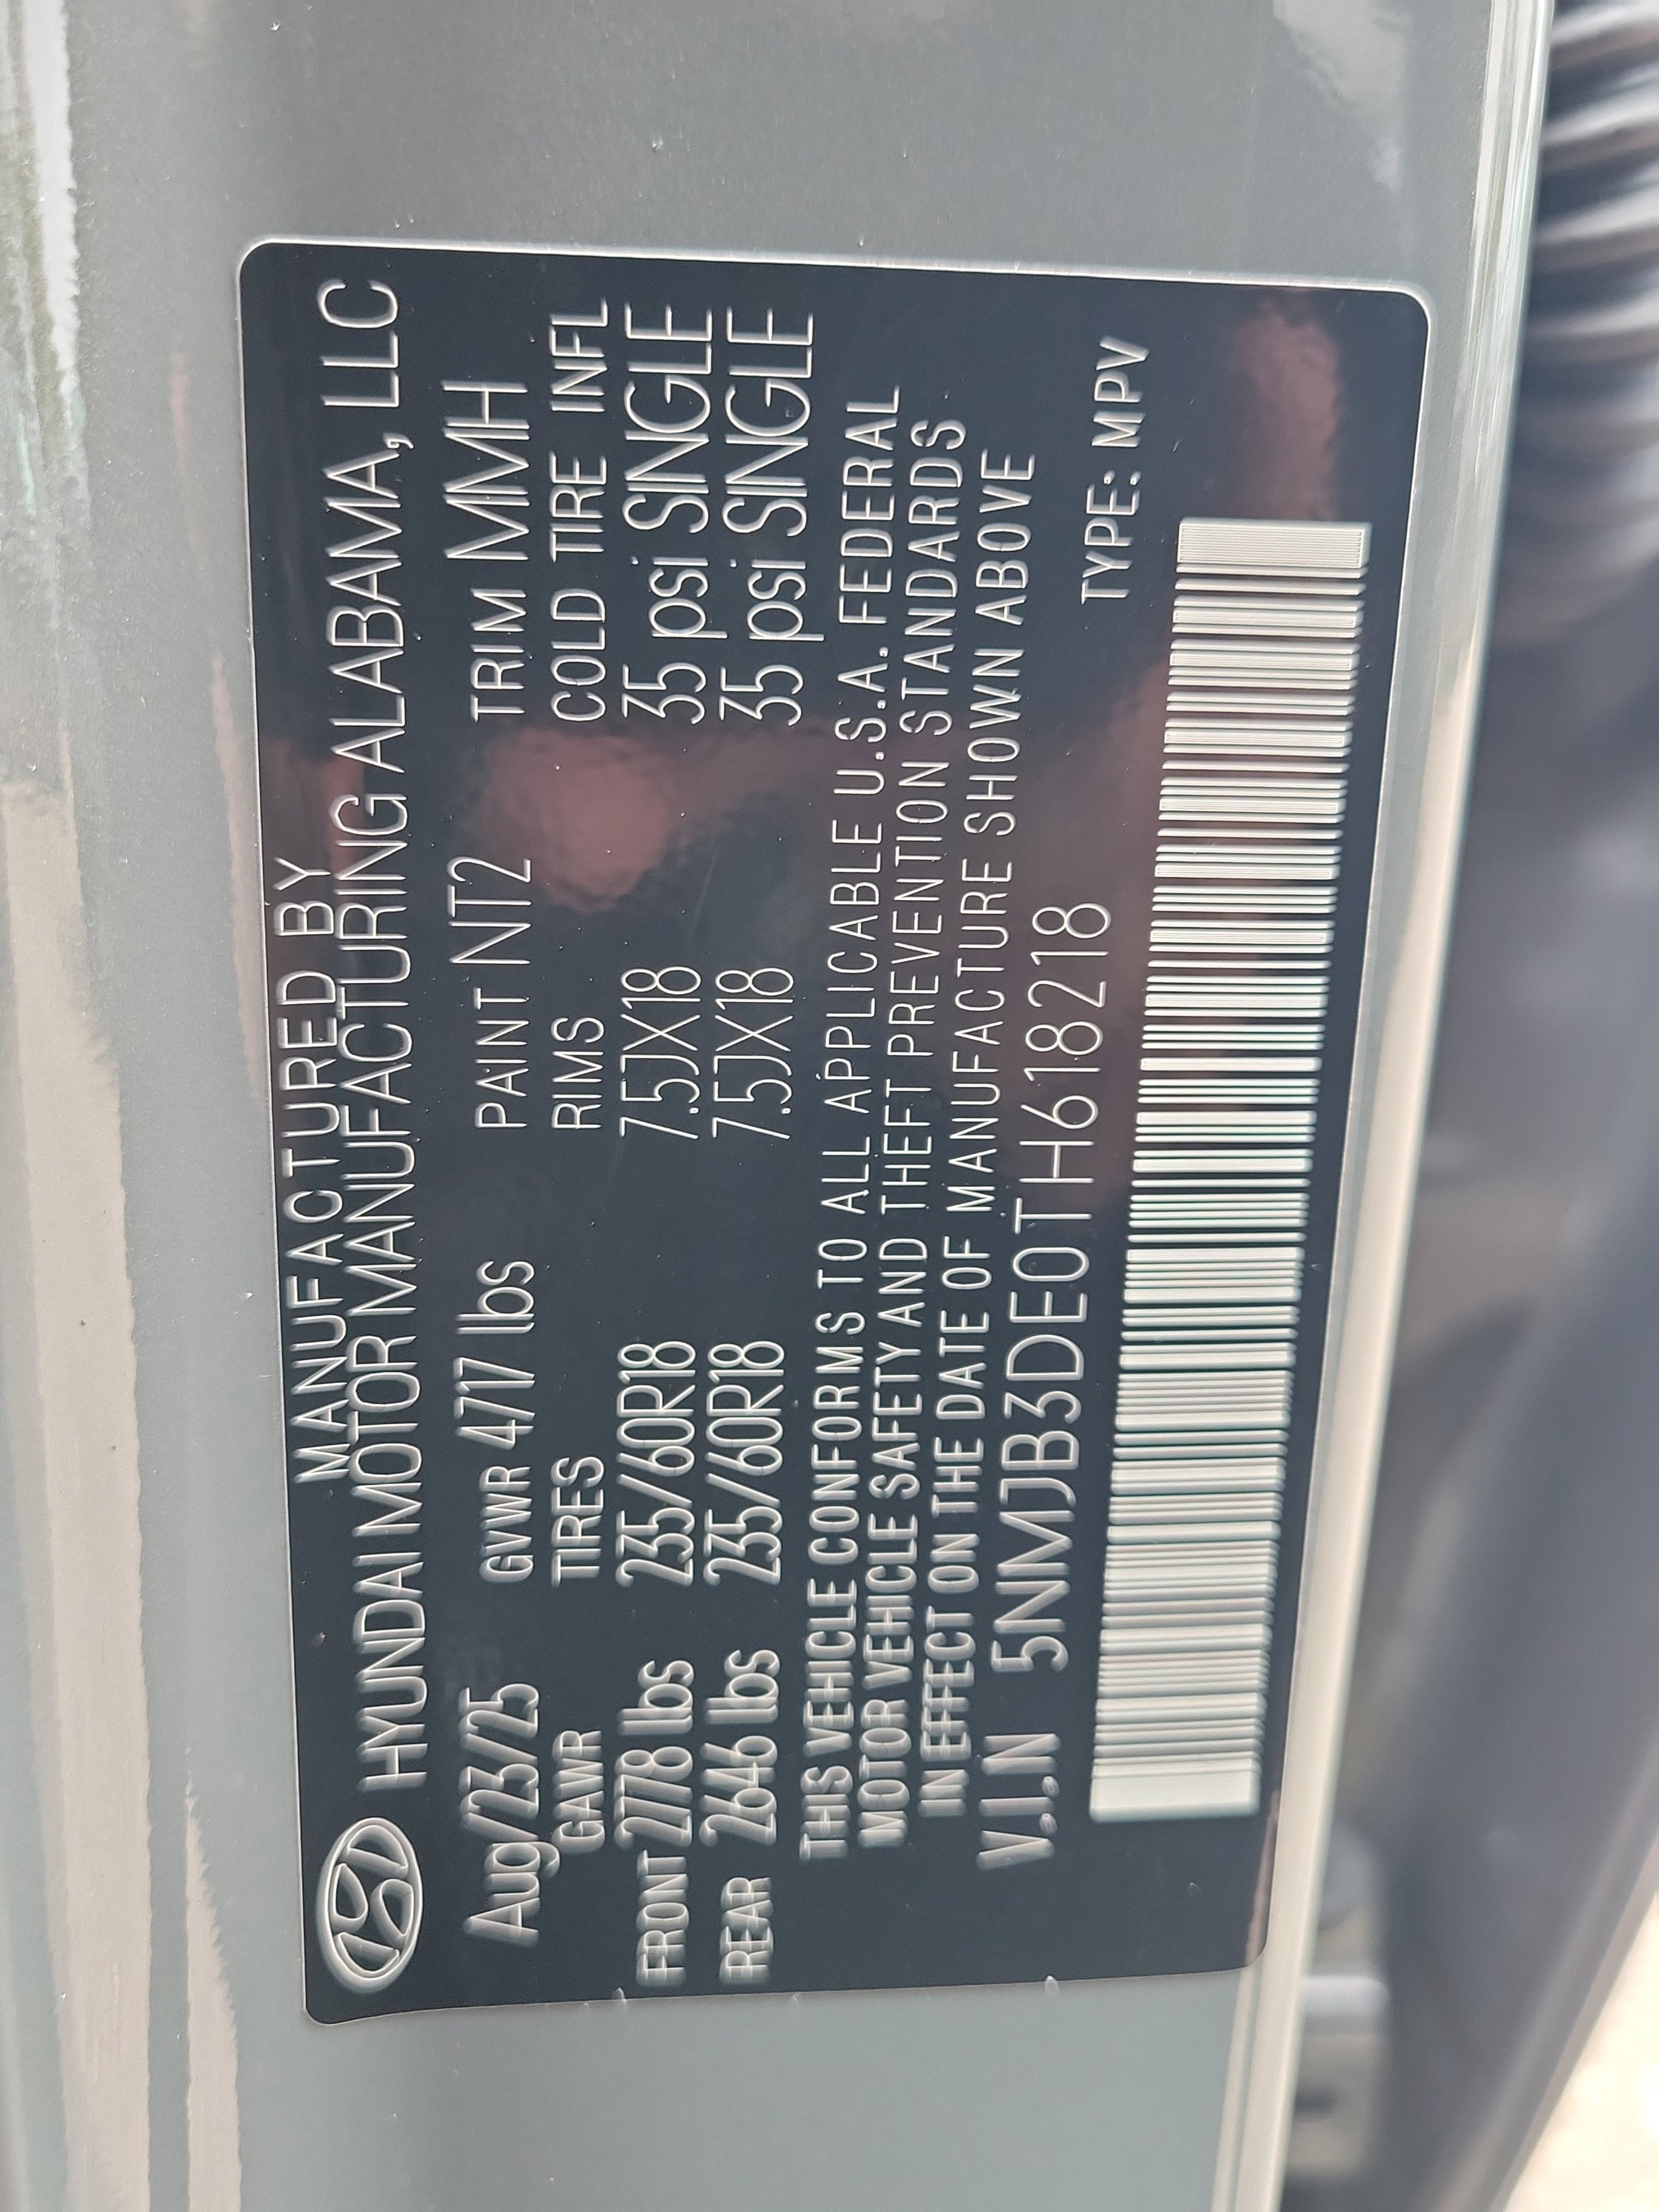 MANUFACTURED BY
HYUNDAI MOTOR MANUFACTURING ALABAMA, LLC
Aug/23/25 GVWR 4717 lbs PAINT NT2 TRIM MMH
GAWR TIRES RIMS COLD TIRE INFL
FRONT 2778 lbs 235/60R18 7.5JX18 35 psi SINGLE
REAR 2646 lbs 235/60R18 7.5JX18 35 psi SINGLE
THIS VEHICLE CONFORMS TO ALL APPLICABLE U.S.A. FEDERAL
MOTOR VEHICLE SAFETY AND THEFT PREVENTION STANDARDS
IN EFFECT ON THE DATE OF MANUFACTURE SHOWN ABOVE
V.I.N 5NMJB3DE0TH618218 TYPE: MPV